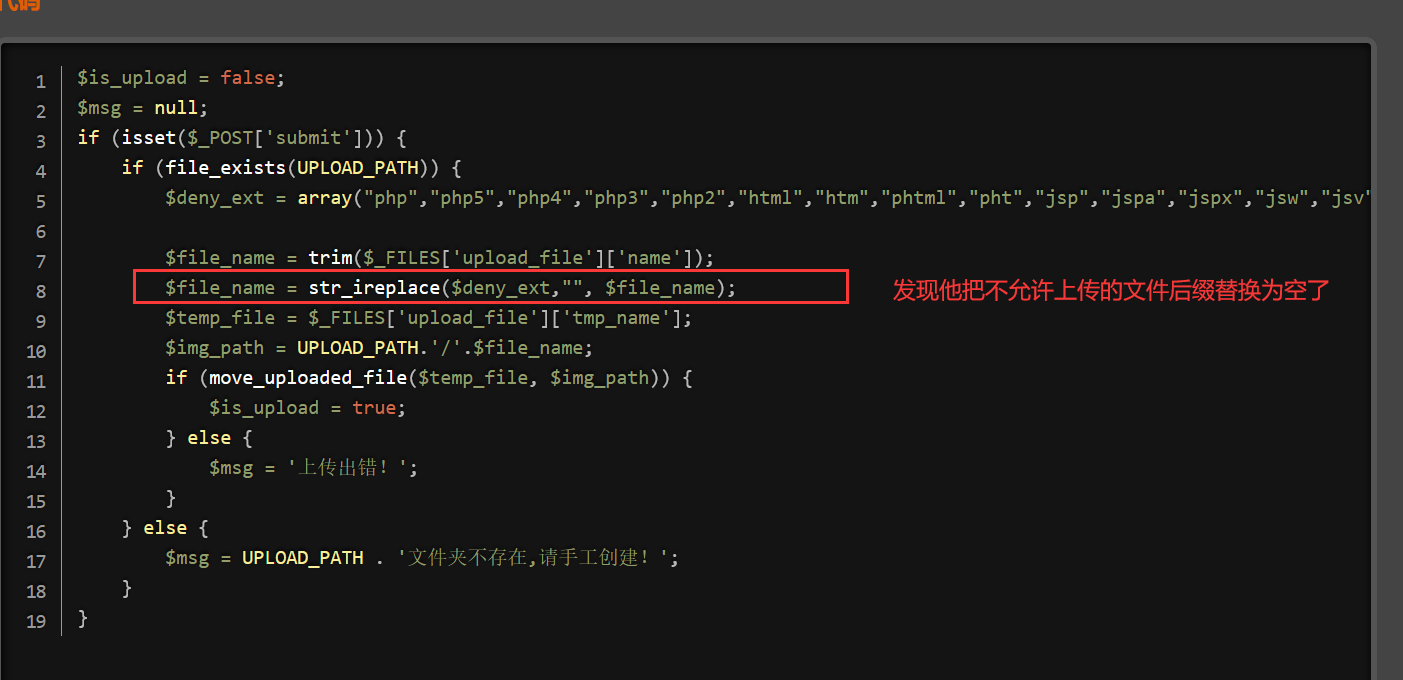 代码
1 $is_upload = false;
2 $msg = null;
3 if (isset($_POST['submit'])) {
4 if (file_exists(UPLOAD_PATH)) {
5 $deny_ext = array("php","php5","php4","php3","php2","html","htm","phtml","pht","jsp","jspa","jspx","jsw","jsv"
6
7 $file_name = trim($_FILES['upload_file']['name']);
8 $file_name = str_ireplace($deny_ext,"", $file_name); 发现他把不允许上传的文件后缀替换为空了
9 $temp_file = $_FILES['upload_file']['tmp_name'];
10 $img_path = UPLOAD_PATH.'/'.$file_name;
11 if (move_uploaded_file($temp_file, $img_path)) {
12 $is_upload = true;
13 } else {
14 $msg = '上传出错！';
15 }
16 } else {
17 $msg = UPLOAD_PATH . '文件夹不存在,请手工创建！';
18 }
19 }